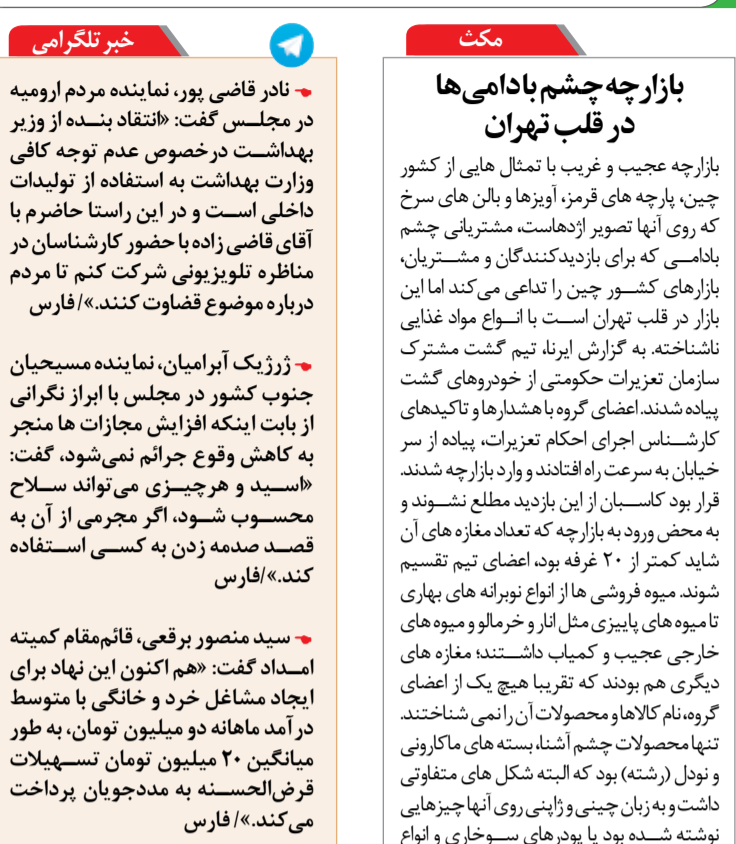 مکث
بازارچه چشم بادامی‌ها
در قلب تهران
بازارچه عجیب و غریب با تمثال هایی از کشور
چین، پارچه های قرمز، آویزها و بالن های سرخ
که روی آنها تصویر اژدهاست، مشتریانی چشم
بادامی که برای بازدیدکنندگان و مشتریان،
بازارهای کشور چین را تداعی می‌کند اما این
بازار در قلب تهران است با انواع مواد غذایی
ناشناخته. به گزارش ایرنا، تیم گشت مشترک
سازمان تعزیرات حکومتی از خودروهای گشت
پیاده شدند. اعضای گروه با هشدارها و تاکیدهای
کارشناس اجرای احکام تعزیرات، پیاده از سر
خیابان به سرعت راه افتادند و وارد بازارچه شدند.
قرار بود کاسبان از این بازدید مطلع نشوند و
به محض ورود به بازارچه که تعداد مغازه های آن
شاید کمتر از ۲۰ غرفه بود، اعضای تیم تقسیم
شوند. میوه فروشی ها از انواع نوبرانه های بهاری
تا میوه های پاییزی مثل انار و خرمالو و میوه های
خارجی عجیب و کمیاب داشتند؛ مغازه های
دیگری هم بودند که تقریبا هیچ یک از اعضای
گروه، نام کالاها و محصولات آن را نمی شناختند.
تنها محصولات چشم آشنا، بسته های ماکارونی
و نودل (رشته) بود که البته شکل های متفاوتی
داشت و به زبان چینی و ژاپنی روی آنها چیزهایی
نوشته شده بود یا پودرهای سوخاری و انواع
خبر تلگرامی
نادر قاضی پور، نماینده مردم ارومیه
در مجلس گفت: «انتقاد بنده از وزیر
بهداشت درخصوص عدم توجه کافی
وزارت بهداشت به استفاده از تولیدات
داخلی است و در این راستا حاضرم با
آقای قاضی زاده با حضور کارشناسان در
مناظره تلویزیونی شرکت کنم تا مردم
درباره موضوع قضاوت کنند.»/ فارس
ژرژیک آبرامیان، نماینده مسیحیان
جنوب کشور در مجلس با ابراز نگرانی
از بابت اینکه افزایش مجازات ها منجر
به کاهش وقوع جرائم نمی‌شود، گفت:
«اسید و هرچیزی می‌تواند سلاح
محسوب شود، اگر مجرمی از آن به
قصد صدمه زدن به کسی استفاده
کند.»/فارس
سید منصور برقعی، قائم‌مقام کمیته
امداد گفت: «هم اکنون این نهاد برای
ایجاد مشاغل خرد و خانگی با متوسط
درآمد ماهانه دو میلیون تومان، به طور
میانگین ۲۰ میلیون تومان تسهیلات
قرض‌الحسنه به مددجویان پرداخت
می‌کند.»/ فارس